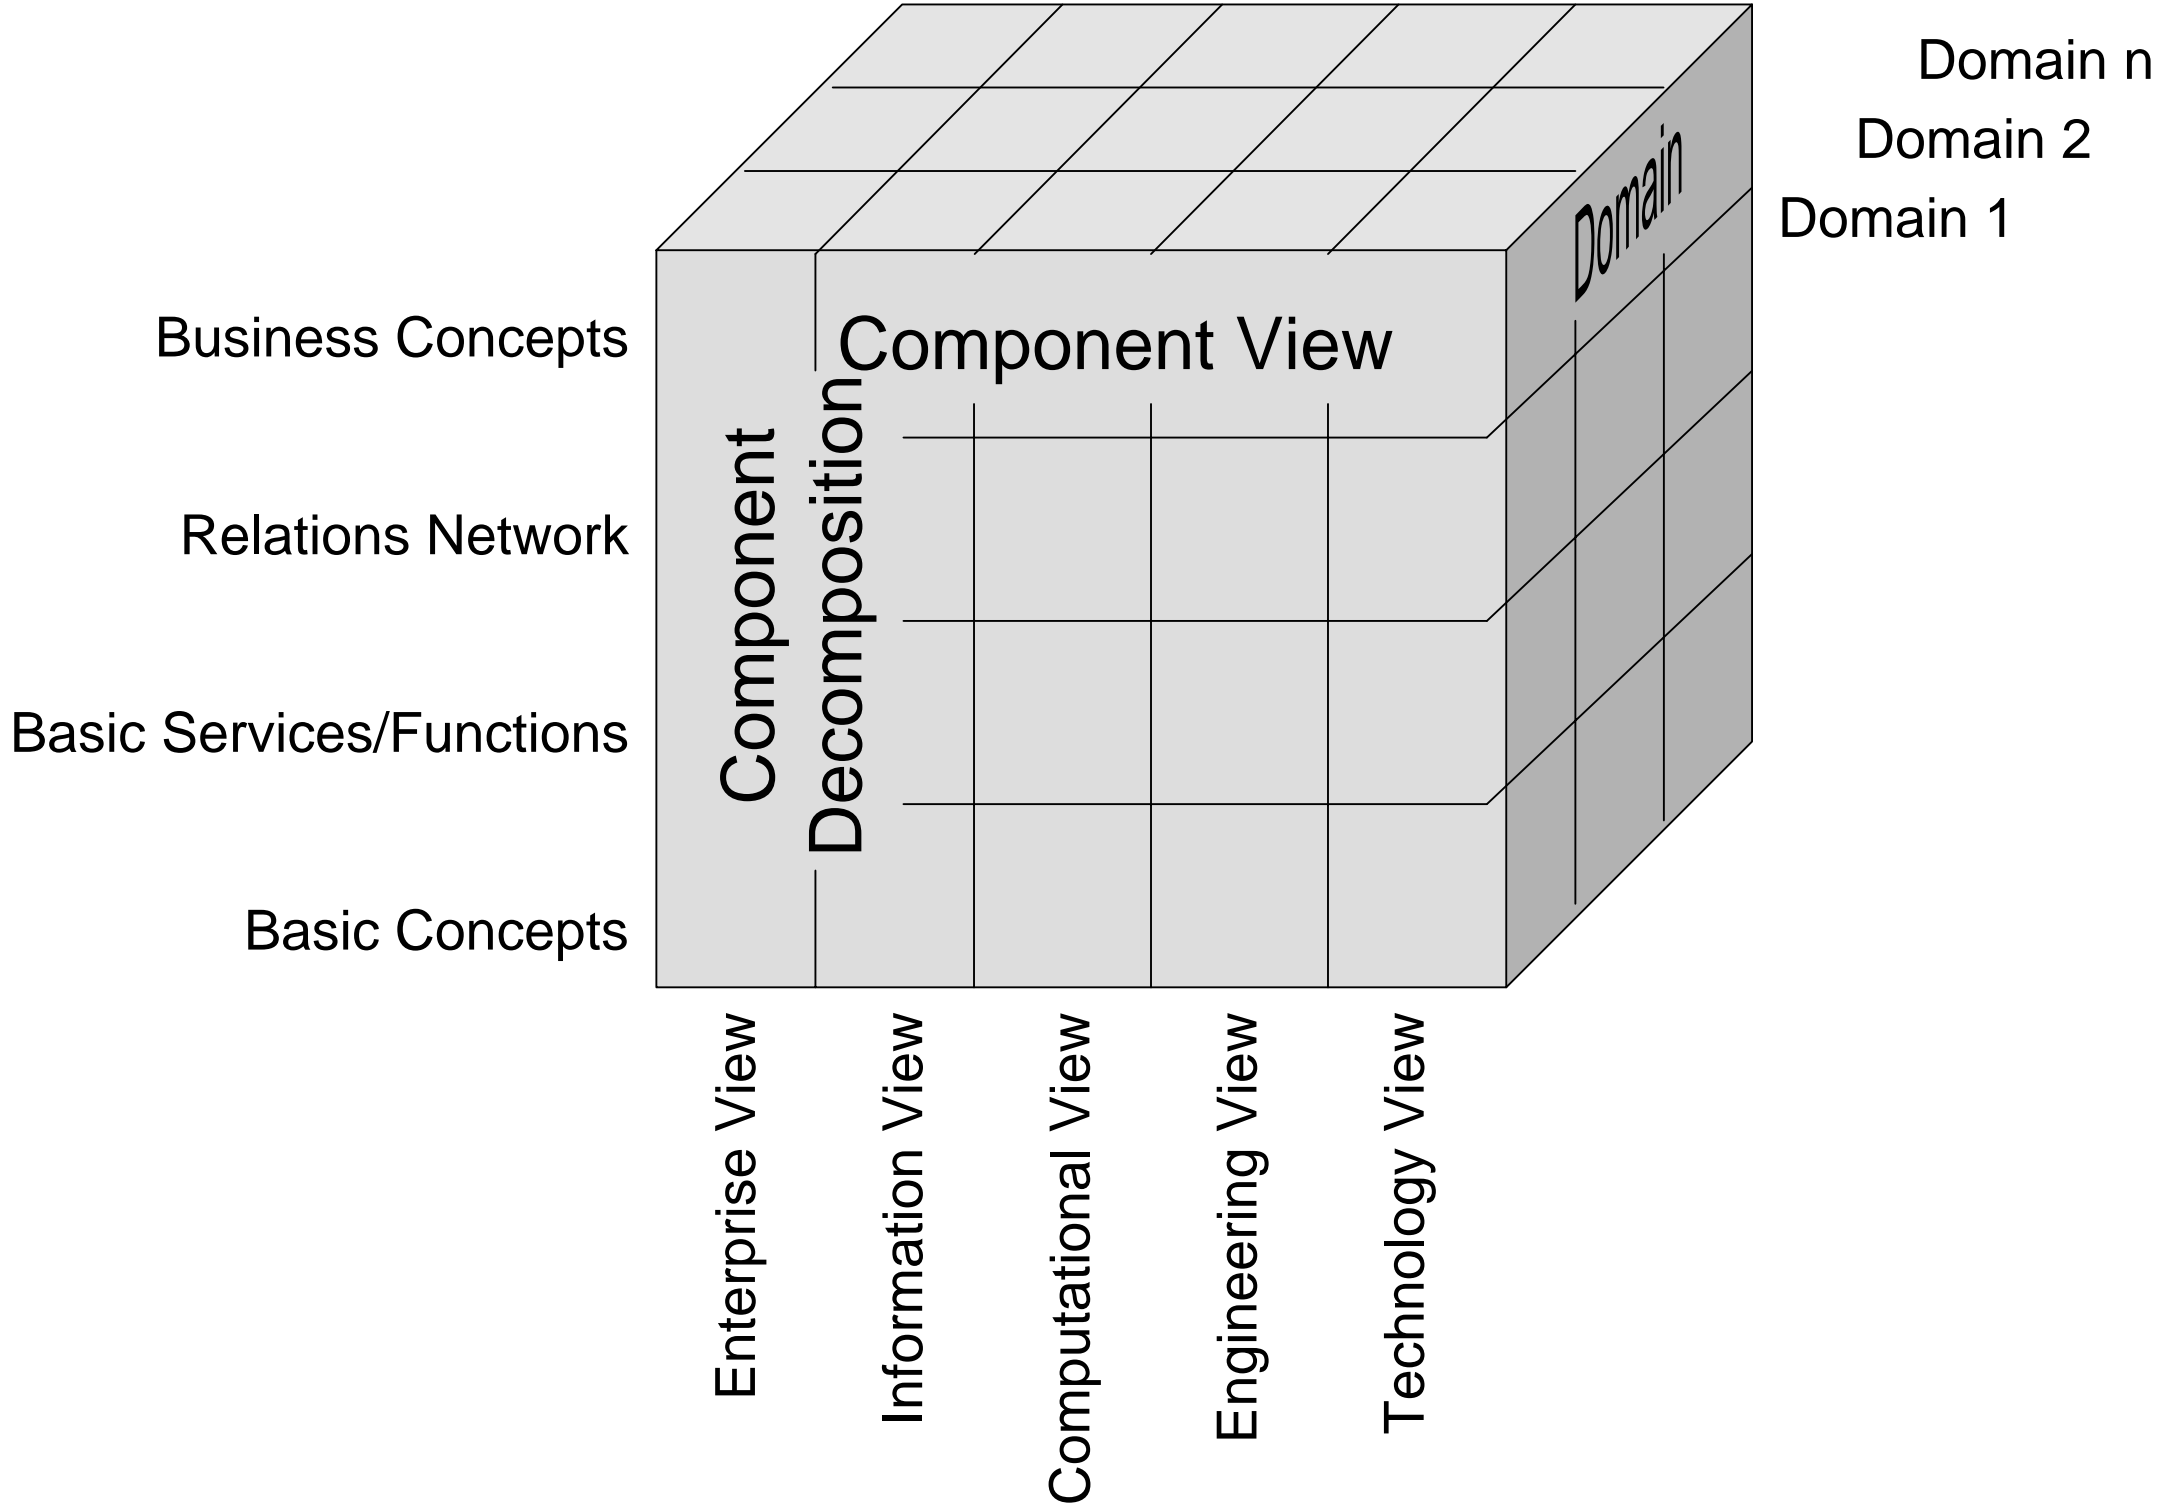 Domain n
Domain 2
Domain 1
Domain
Component View
Component
Decomposition
Business Concepts
Relations Network
Basic Services/Functions
Basic Concepts
Enterprise View
Information View
Computational View
Engineering View
Technology View